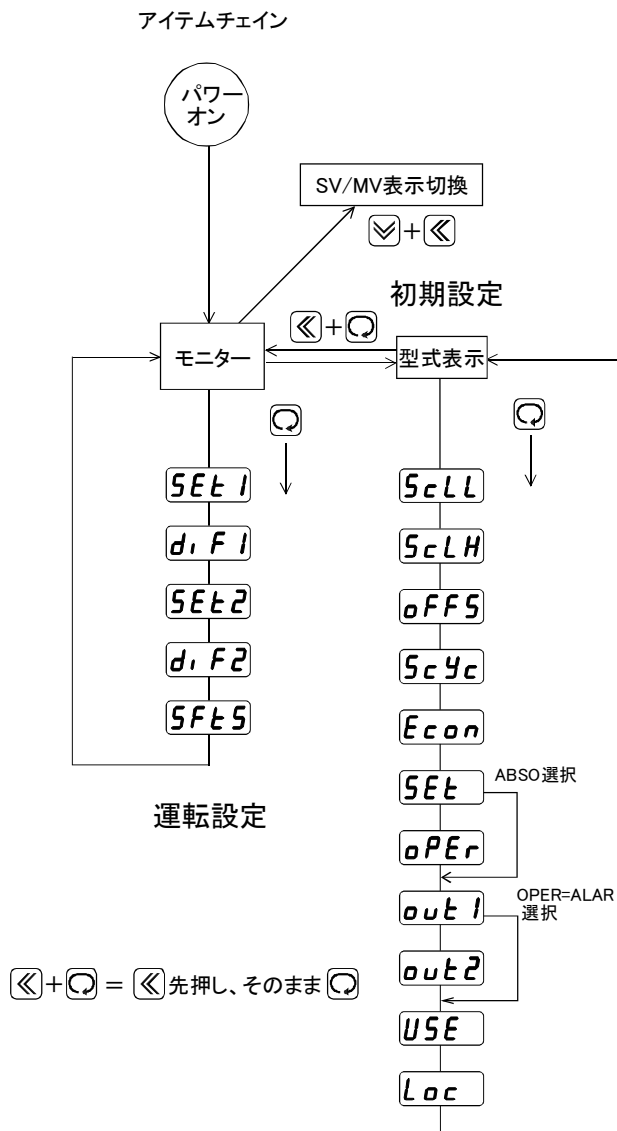 アイテムチェイン
パワー
オン
SV/MV表示切換
+
初期設定
+
モニター
型式表示
SEt1
diF1
SEt2
diF2
SFtS
運転設定
ScLL
ScLH
oFFS
Scyc
Econ
SEt
ABSO選択
oPEr
out1
OPER=ALAR
選択
out2
USE
Loc
+ = 先押し、そのまま